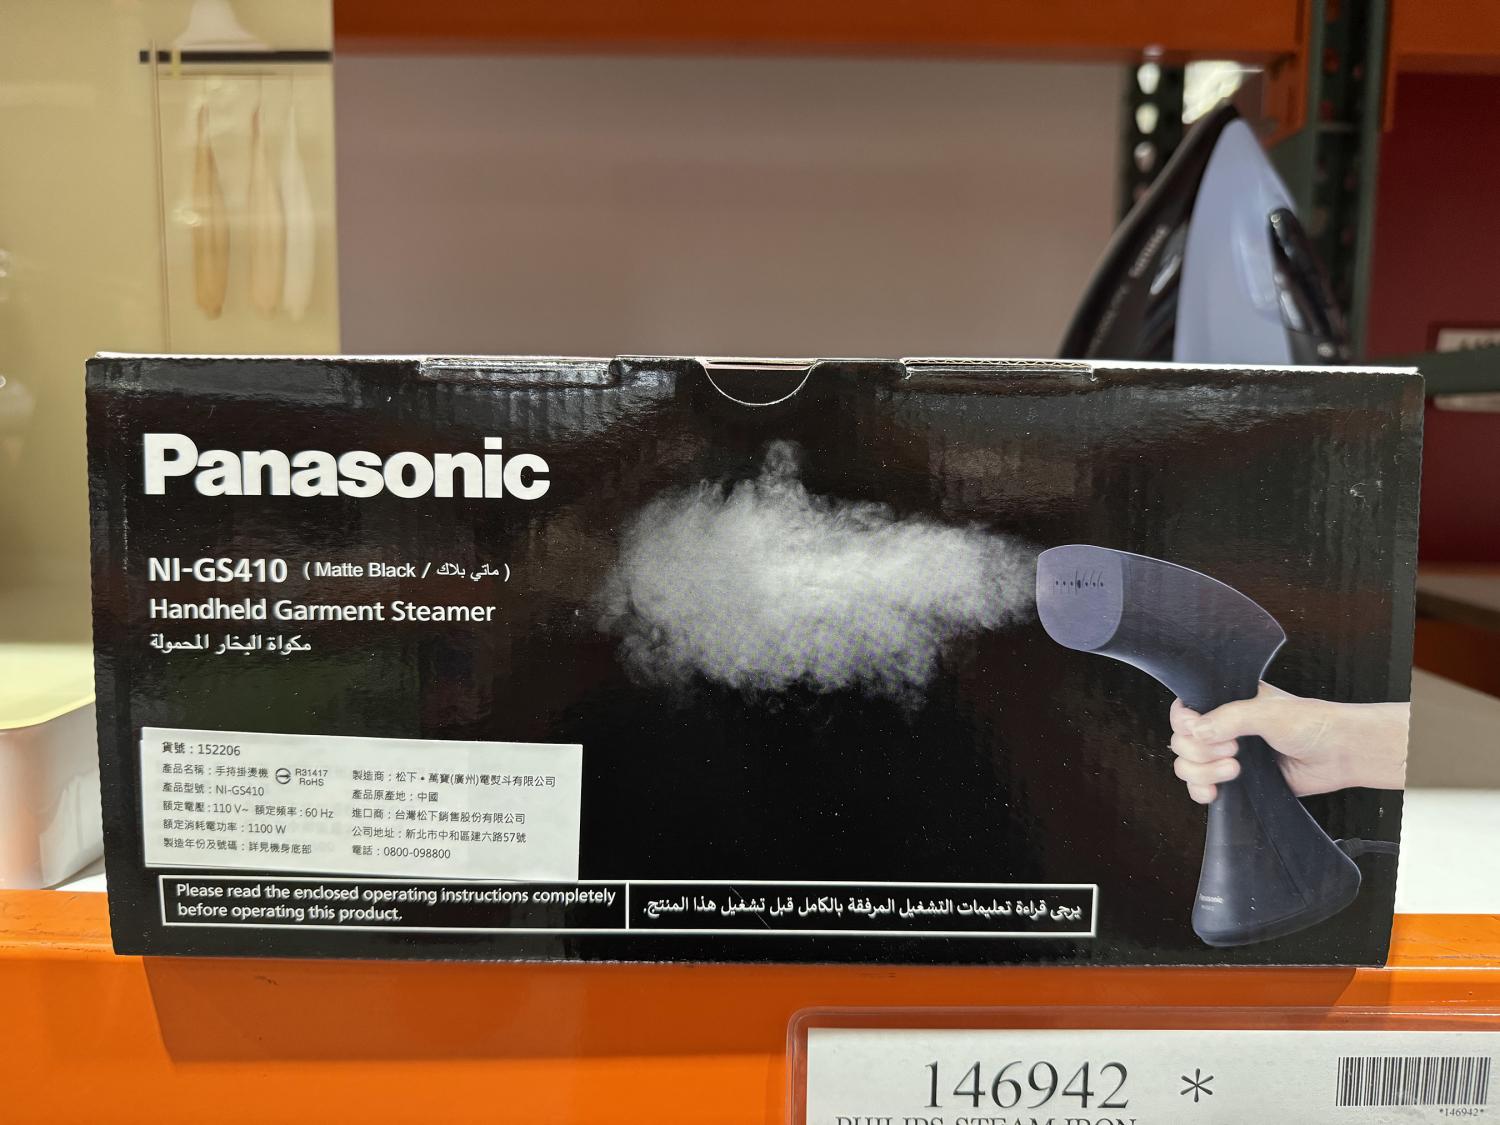 Panasonic
NI-GS410 (Matte Black / ماتي بلاك)
Handheld Garment Steamer
مكواة البخار المحمولة
貨號：152206
產品名稱：手持掛燙機 R31417 RoHS
產品型號：NI-GS410
額定電壓：110 V~ 額定頻率：60 Hz
額定消耗電功率：1100 W
製造年份及號碼：詳見機身底部
製造商：松下•萬寶(廣州)電熨斗有限公司
產品原產地：中國
進口商：台灣松下銷售股份有限公司
公司地址：新北市中和區建六路57號
電話：0800-098800
Please read the enclosed operating instructions completely
before operating this product.
يرجى قراءة تعليمات التشغيل المرفقة بالكامل قبل تشغيل هذا المنتج.
Panasonic
146942 *
*146942*
PHILIPS STEAM IRON